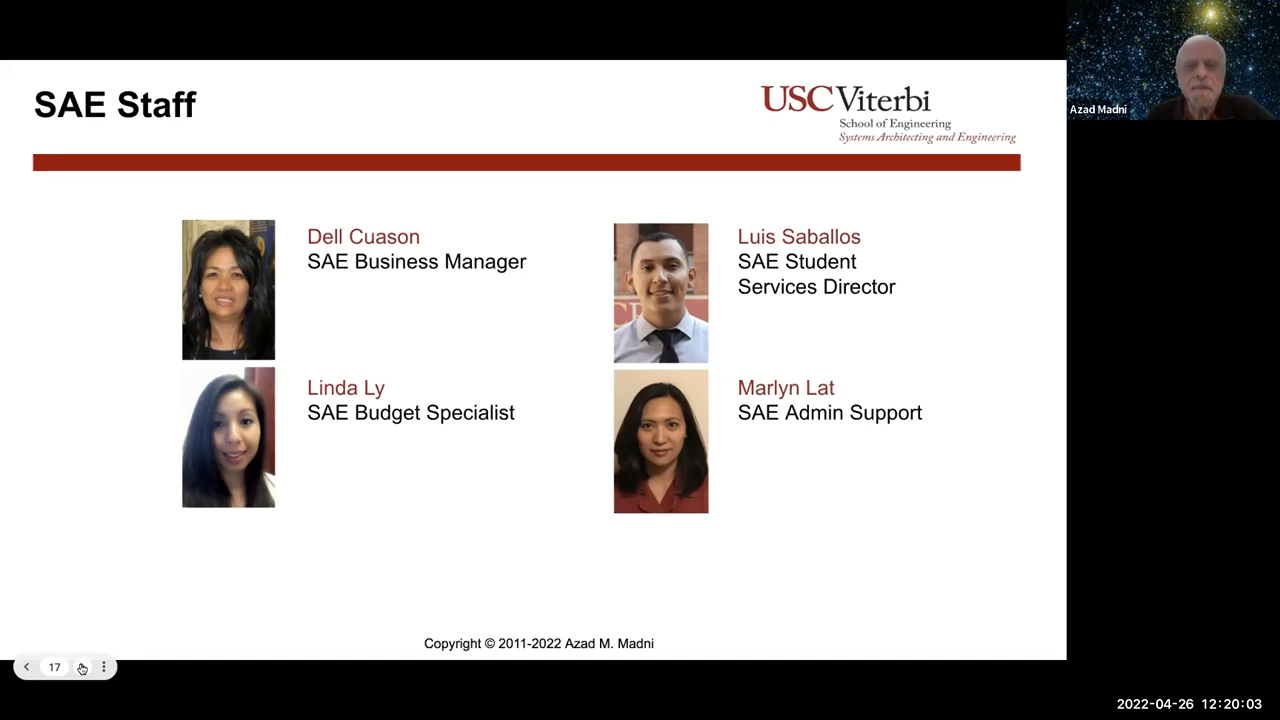 SAE Staff
USC Viterbi
School of Engineering
Systems Architecting and Engineering
Azad Madni
Dell Cuason
SAE Business Manager
Luis Saballos
SAE Student
Services Director
Linda Ly
SAE Budget Specialist
Marlyn Lat
SAE Admin Support
Copyright © 2011-2022 Azad M. Madni
17
2022-04-26 12:20:03